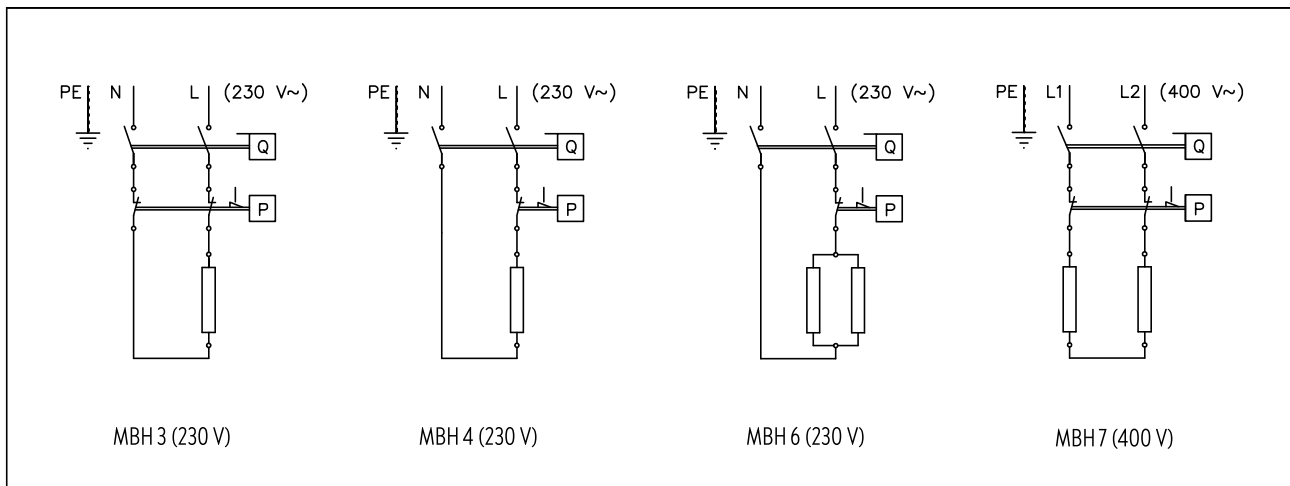 PE N L (230 V~)
Q
P
MBH 3 (230 V)
PE N L (230 V~)
Q
P
MBH 4 (230 V)
PE N L (230 V~)
Q
P
MBH 6 (230 V)
PE L1 L2 (400 V~)
Q
P
MBH 7 (400 V)